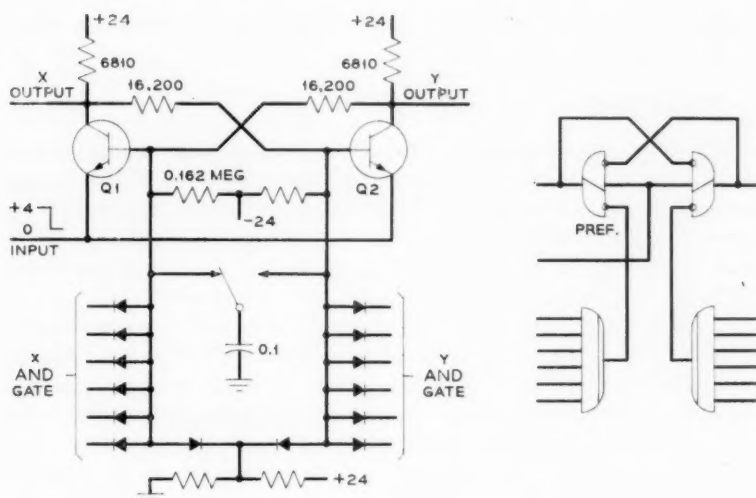 +24
+24
6810
6810
X
OUTPUT
16,200
16,200
Y
OUTPUT
Q1
0.162 MEG
Q2
-24
+4
0
INPUT
PREF.
X
AND
GATE
0.1
Y
AND
GATE
+24